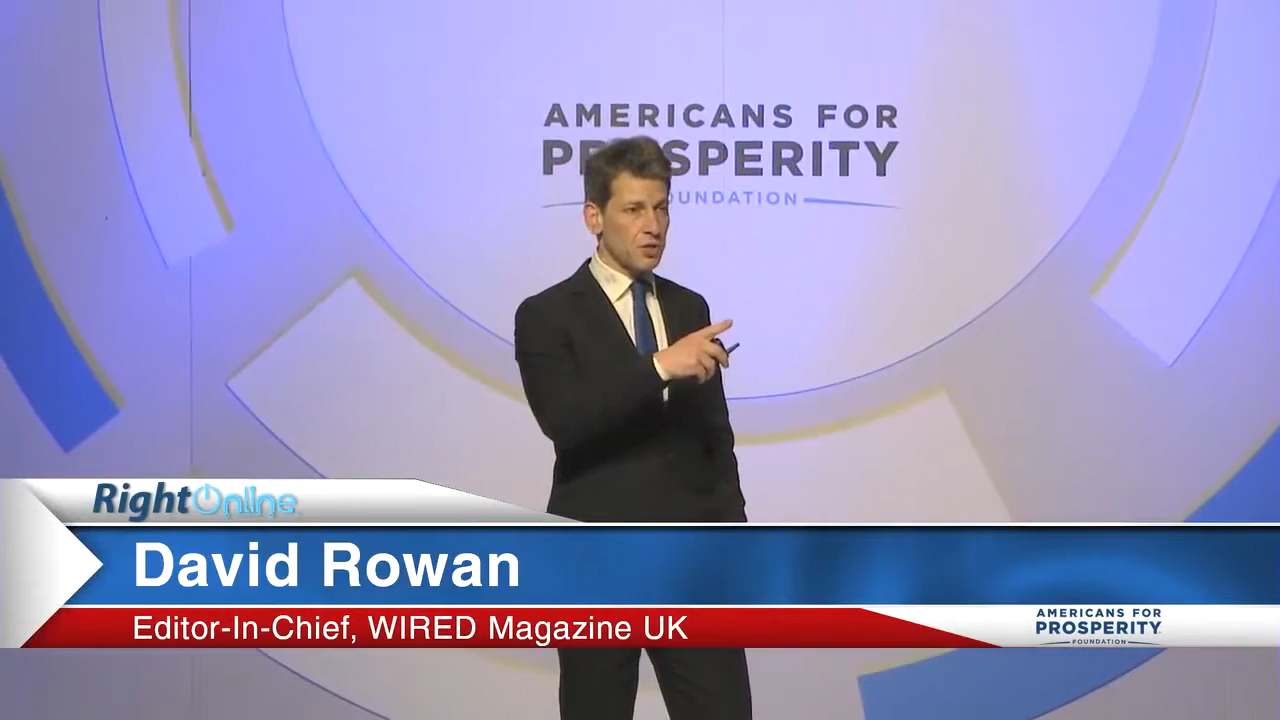 AMERICANS FOR
PROSPERITY
FOUNDATION
RightOnline
David Rowan
Editor-In-Chief, WIRED Magazine UK
AMERICANS FOR
PROSPERITY
FOUNDATION